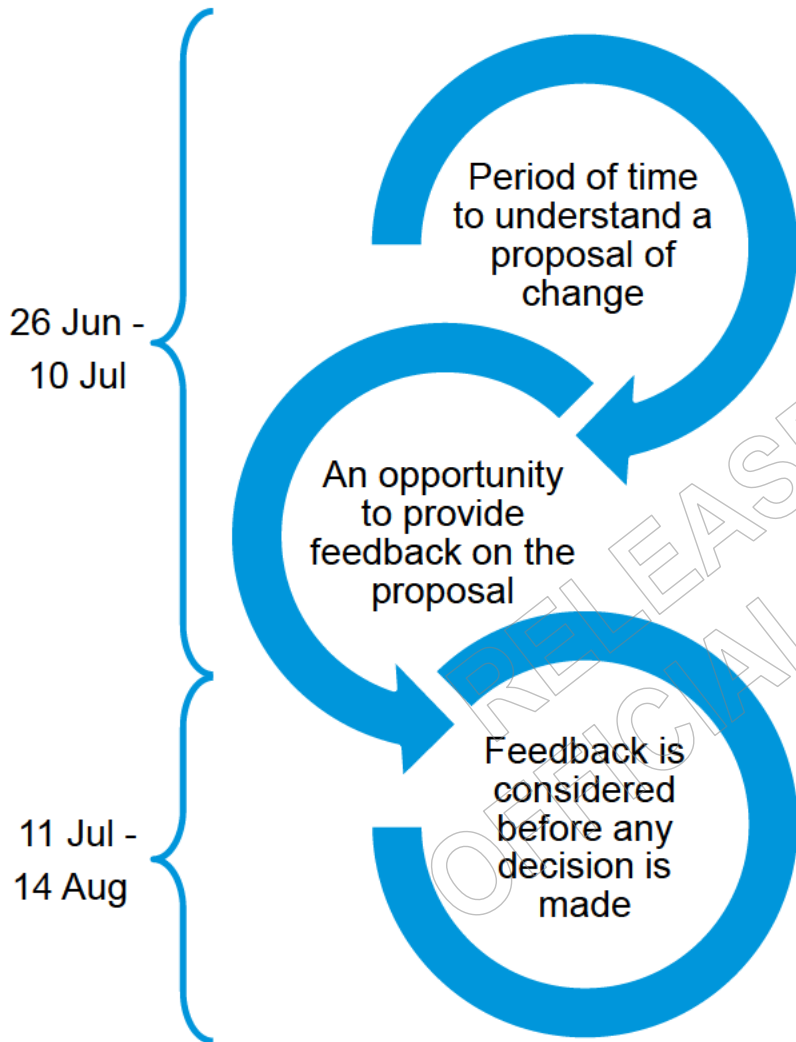 Period of time
to understand a
proposal of
change
26 Jun -
10 Jul
An opportunity
to provide
feedback on the
proposal
Feedback is
considered
before any
decision is
made
11 Jul -
14 Aug
OFFICIAL